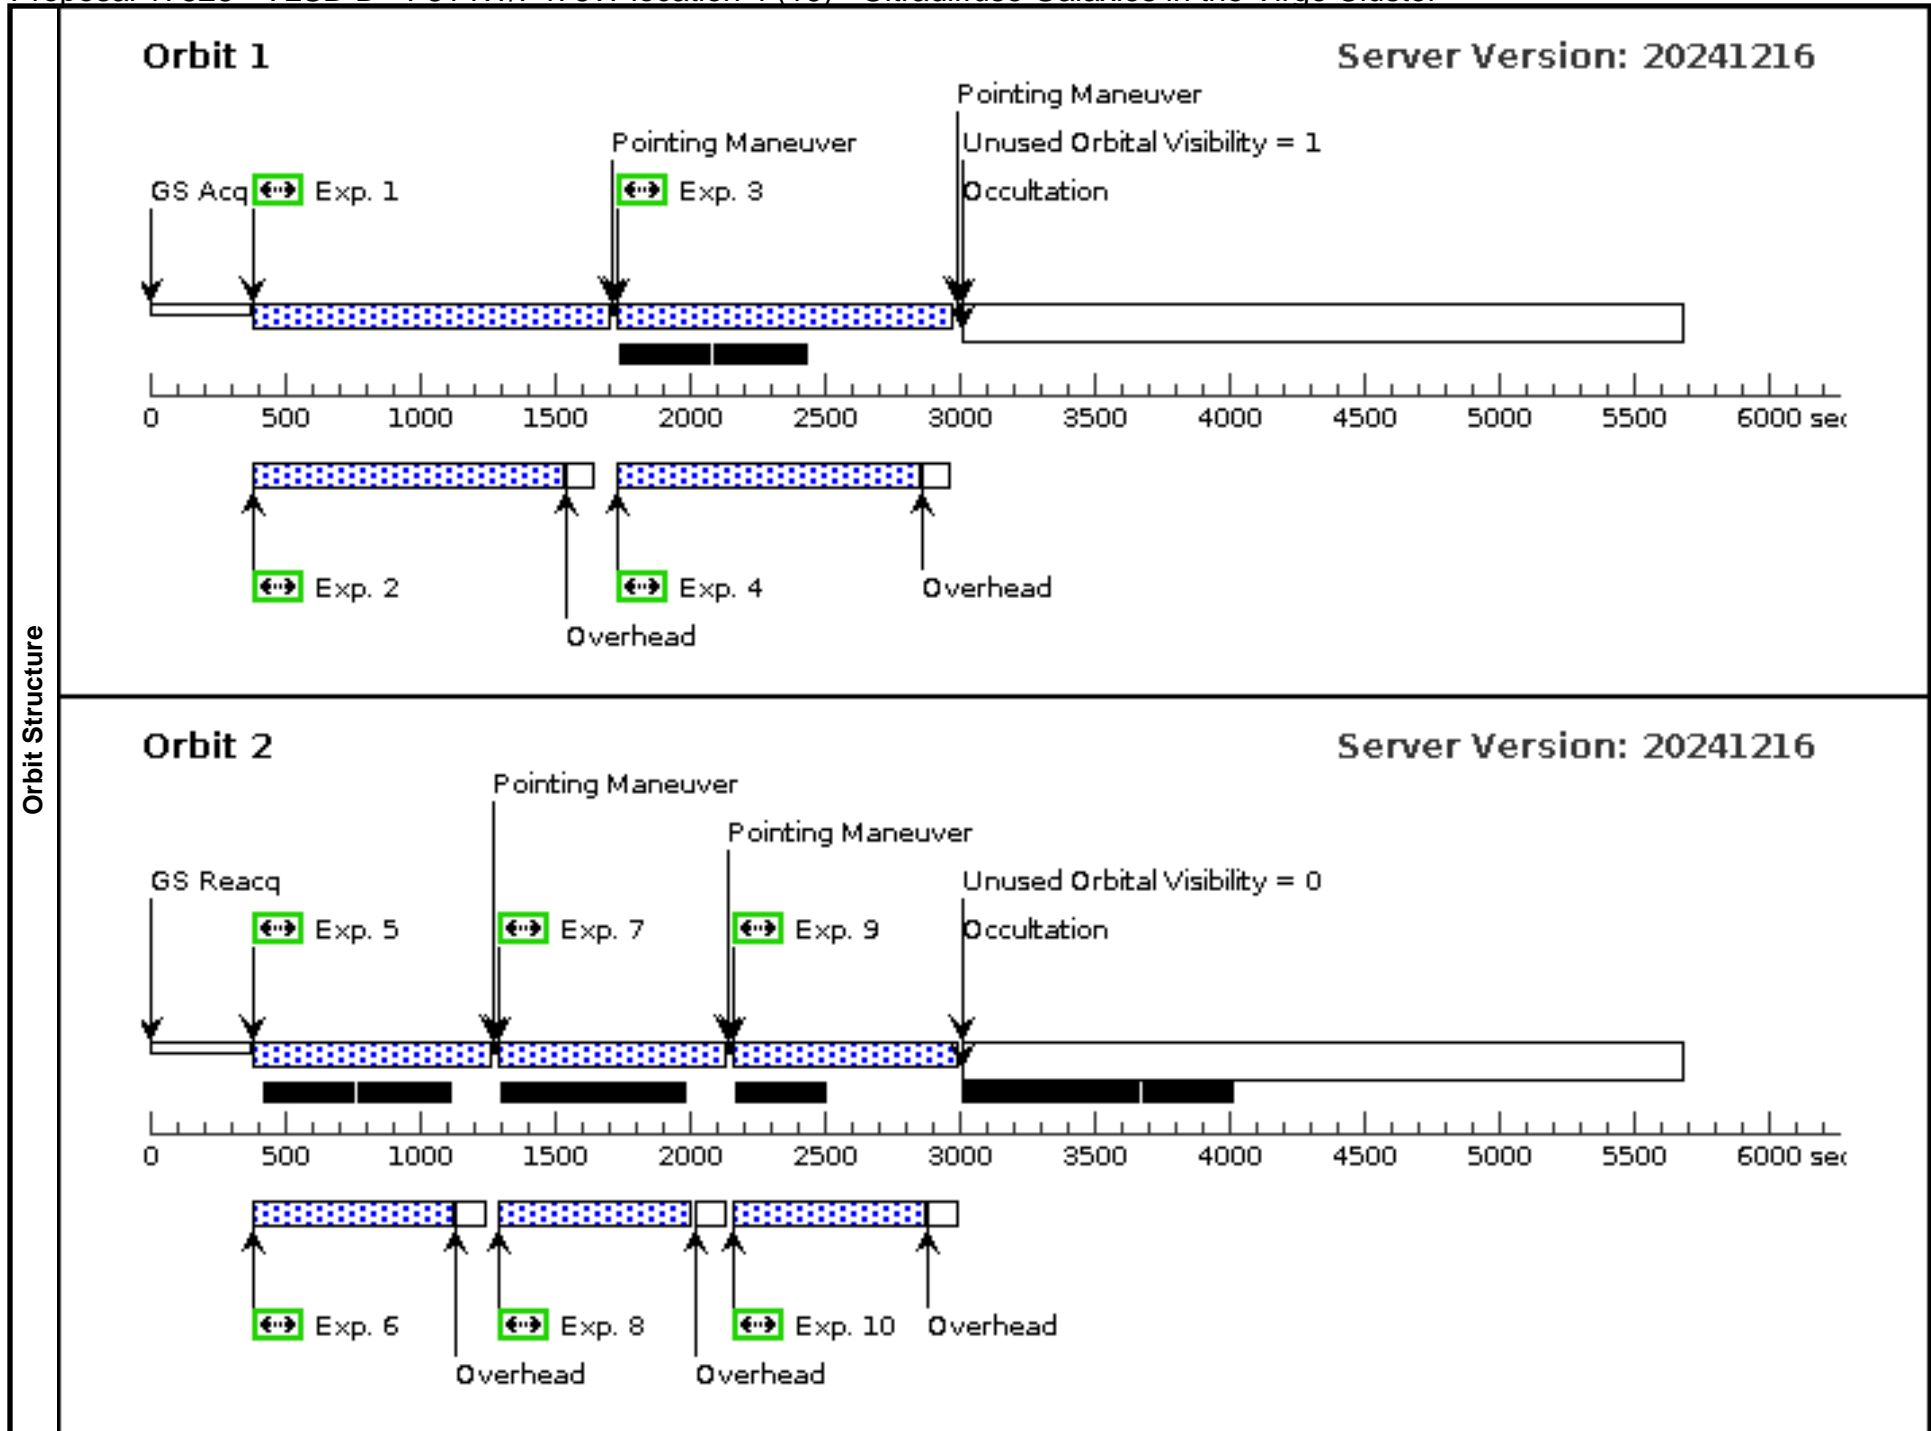 Orbit 1
Server Version: 20241216
Pointing Maneuver
Pointing Maneuver
Unused Orbital Visibility = 1
GS Acq
Exp. 1
Exp. 3
Occultation
0 500 1000 1500 2000 2500 3000 3500 4000 4500 5000 5500 6000 sec
Exp. 2
Exp. 4
Overhead
Overhead
Orbit Structure
Orbit 2
Server Version: 20241216
Pointing Maneuver
Pointing Maneuver
GS Reacq
Unused Orbital Visibility = 0
Exp. 5
Exp. 7
Exp. 9
Occultation
0 500 1000 1500 2000 2500 3000 3500 4000 4500 5000 5500 6000 sec
Exp. 6
Exp. 8
Exp. 10
Overhead
Overhead
Overhead